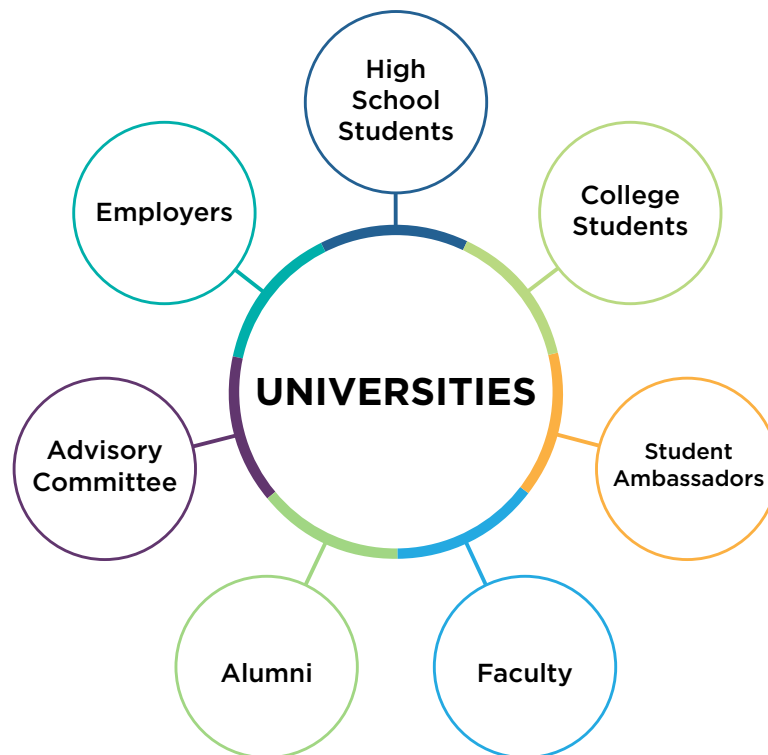 High
School
Students
College
Students
Employers
UNIVERSITIES
Student
Ambassadors
Advisory
Committee
Faculty
Alumni